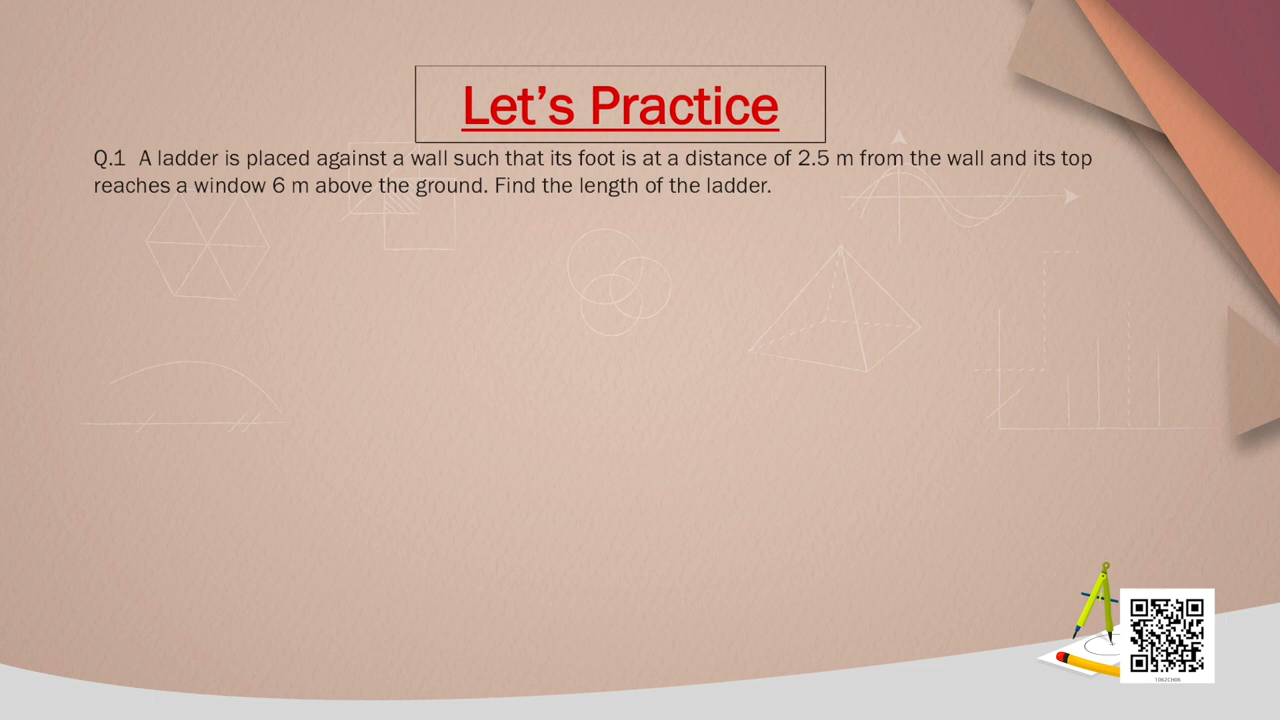 Let's Practice
Q.1 A ladder is placed against a wall such that its foot is at a distance of 2.5 m from the wall and its top
reaches a window 6 m above the ground. Find the length of the ladder.
1062CH06